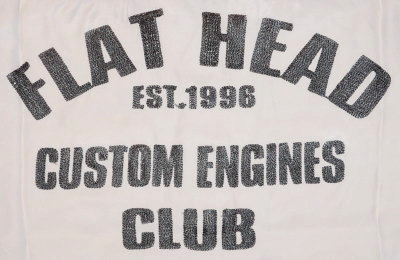 FLAT HEAD
EST.1996
CUSTOM ENGINES
CLUB